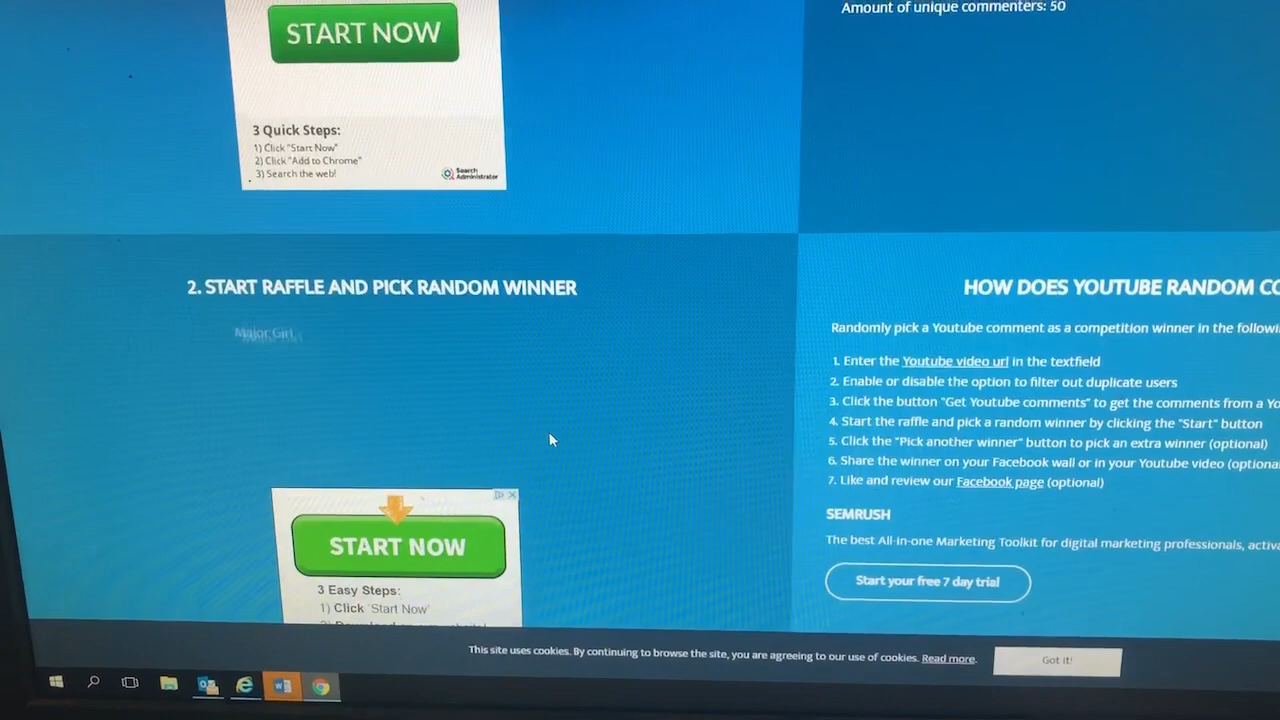 START NOW
3 Quick Steps:
1) Click "Start Now"
2) Click "Add to Chrome"
3) Search the web!
Search
Administrator
Amount of unique commenters: 50
2. START RAFFLE AND PICK RANDOM WINNER
Major Girl
START NOW
3 Easy Steps:
1) Click 'Start Now'
HOW DOES YOUTUBE RANDOM CO
Randomly pick a Youtube comment as a competition winner in the followi
1. Enter the Youtube video url in the textfield
2. Enable or disable the option to filter out duplicate users
3. Click the button "Get Youtube comments" to get the comments from a Yo
4. Start the raffle and pick a random winner by clicking the "Start" button
5. Click the "Pick another winner" button to pick an extra winner (optional)
6. Share the winner on your Facebook wall or in your Youtube video (optiona
7. Like and review our Facebook page (optional)
SEMRUSH
The best All-in-one Marketing Toolkit for digital marketing professionals, activa
Start your free 7 day trial
This site uses cookies. By continuing to browse the site, you are agreeing to our use of cookies. Read more.
Got it!